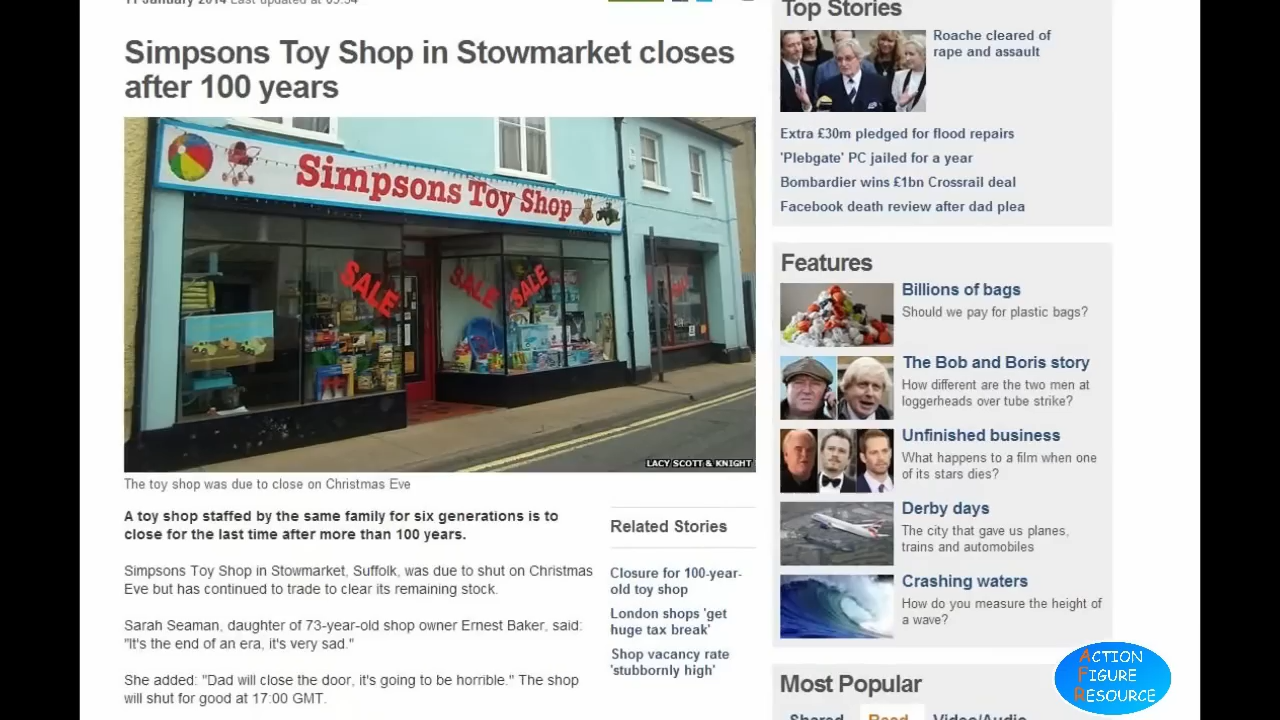 11 January 2014 Last updated at 05:54
Simpsons Toy Shop in Stowmarket closes
after 100 years
Simpsons Toy Shop
SALE
SALE
SALE
LACY SCOTT & KNIGHT
The toy shop was due to close on Christmas Eve
A toy shop staffed by the same family for six generations is to
close for the last time after more than 100 years.
Simpsons Toy Shop in Stowmarket, Suffolk, was due to shut on Christmas
Eve but has continued to trade to clear its remaining stock.
Sarah Seaman, daughter of 73-year-old shop owner Ernest Baker, said:
"It's the end of an era, it's very sad."
She added: "Dad will close the door, it's going to be horrible." The shop
will shut for good at 17:00 GMT.
Related Stories
Closure for 100-year-
old toy shop
London shops 'get
huge tax break'
Shop vacancy rate
'stubbornly high'
Top Stories
Roache cleared of
rape and assault
Extra £30m pledged for flood repairs
'Plebgate' PC jailed for a year
Bombardier wins £1bn Crossrail deal
Facebook death review after dad plea
Features
Billions of bags
Should we pay for plastic bags?
The Bob and Boris story
How different are the two men at
loggerheads over tube strike?
Unfinished business
What happens to a film when one
of its stars dies?
Derby days
The city that gave us planes,
trains and automobiles
Crashing waters
How do you measure the height of
a wave?
Most Popular
Shared Read Video/Audio
ACTION
FIGURE
RESOURCE